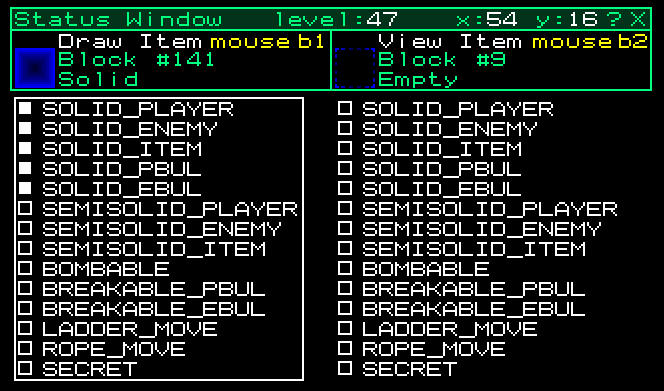 Status Window level:47 x:54 y:16 ? X
Draw Item mouse b1
Block #141
Solid
View Item mouse b2
Block #9
Empty
SOLID_PLAYER
SOLID_ENEMY
SOLID_ITEM
SOLID_PBUL
SOLID_EBUL
SEMISOLID_PLAYER
SEMISOLID_ENEMY
SEMISOLID_ITEM
BOMBABLE
BREAKABLE_PBUL
BREAKABLE_EBUL
LADDER_MOVE
ROPE_MOVE
SECRET
SOLID_PLAYER
SOLID_ENEMY
SOLID_ITEM
SOLID_PBUL
SOLID_EBUL
SEMISOLID_PLAYER
SEMISOLID_ENEMY
SEMISOLID_ITEM
BOMBABLE
BREAKABLE_PBUL
BREAKABLE_EBUL
LADDER_MOVE
ROPE_MOVE
SECRET